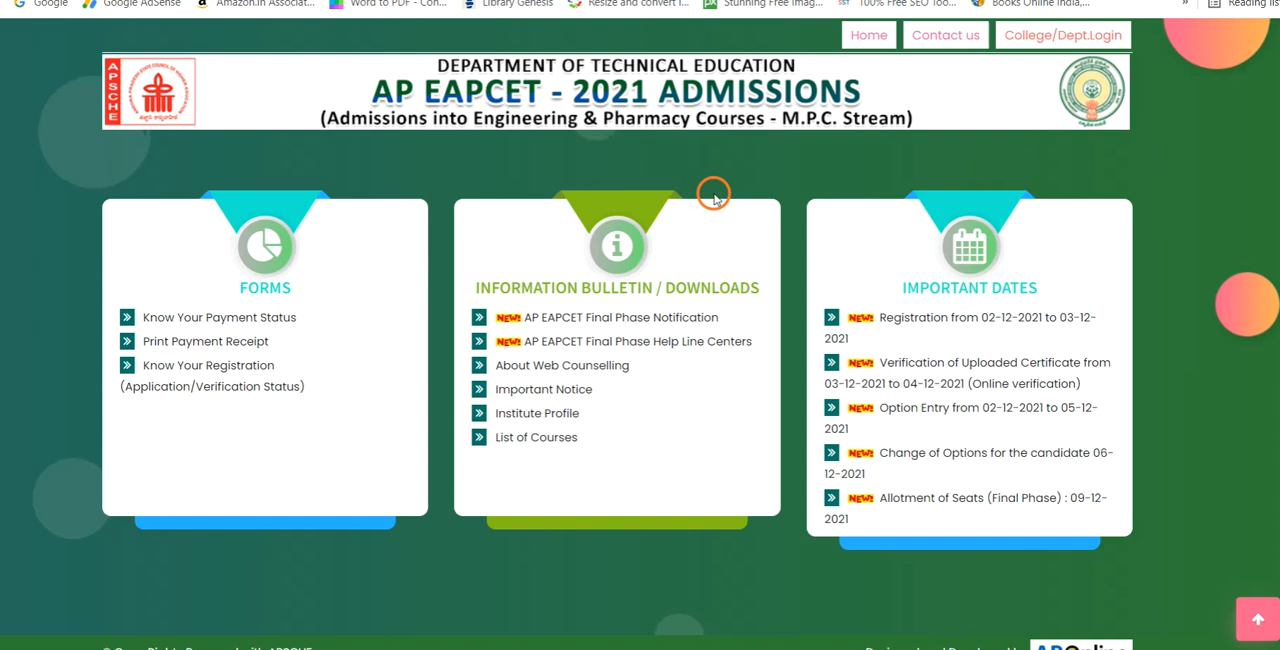 Google
Google AdSense
Amazon.in Associat...
Word to PDF - Con...
Library Genesis
Resize and convert i...
Stunning Free Imag...
100% Free SEO Too...
Books Online India,...
»
Reading list
Home
Contact us
College/Dept.Login
APSCHE
DEPARTMENT OF TECHNICAL EDUCATION
AP EAPCET - 2021 ADMISSIONS
(Admissions into Engineering & Pharmacy Courses - M.P.C. Stream)
FORMS
Know Your Payment Status
Print Payment Receipt
Know Your Registration
(Application/Verification Status)
INFORMATION BULLETIN / DOWNLOADS
NEW! AP EAPCET Final Phase Notification
NEW! AP EAPCET Final Phase Help Line Centers
About Web Counselling
Important Notice
Institute Profile
List of Courses
IMPORTANT DATES
NEW! Registration from 02-12-2021 to 03-12-
2021
NEW! Verification of Uploaded Certificate from
03-12-2021 to 04-12-2021 (Online verification)
NEW! Option Entry from 02-12-2021 to 05-12-
2021
NEW! Change of Options for the candidate 06-
12-2021
NEW! Allotment of Seats (Final Phase) : 09-12-
2021